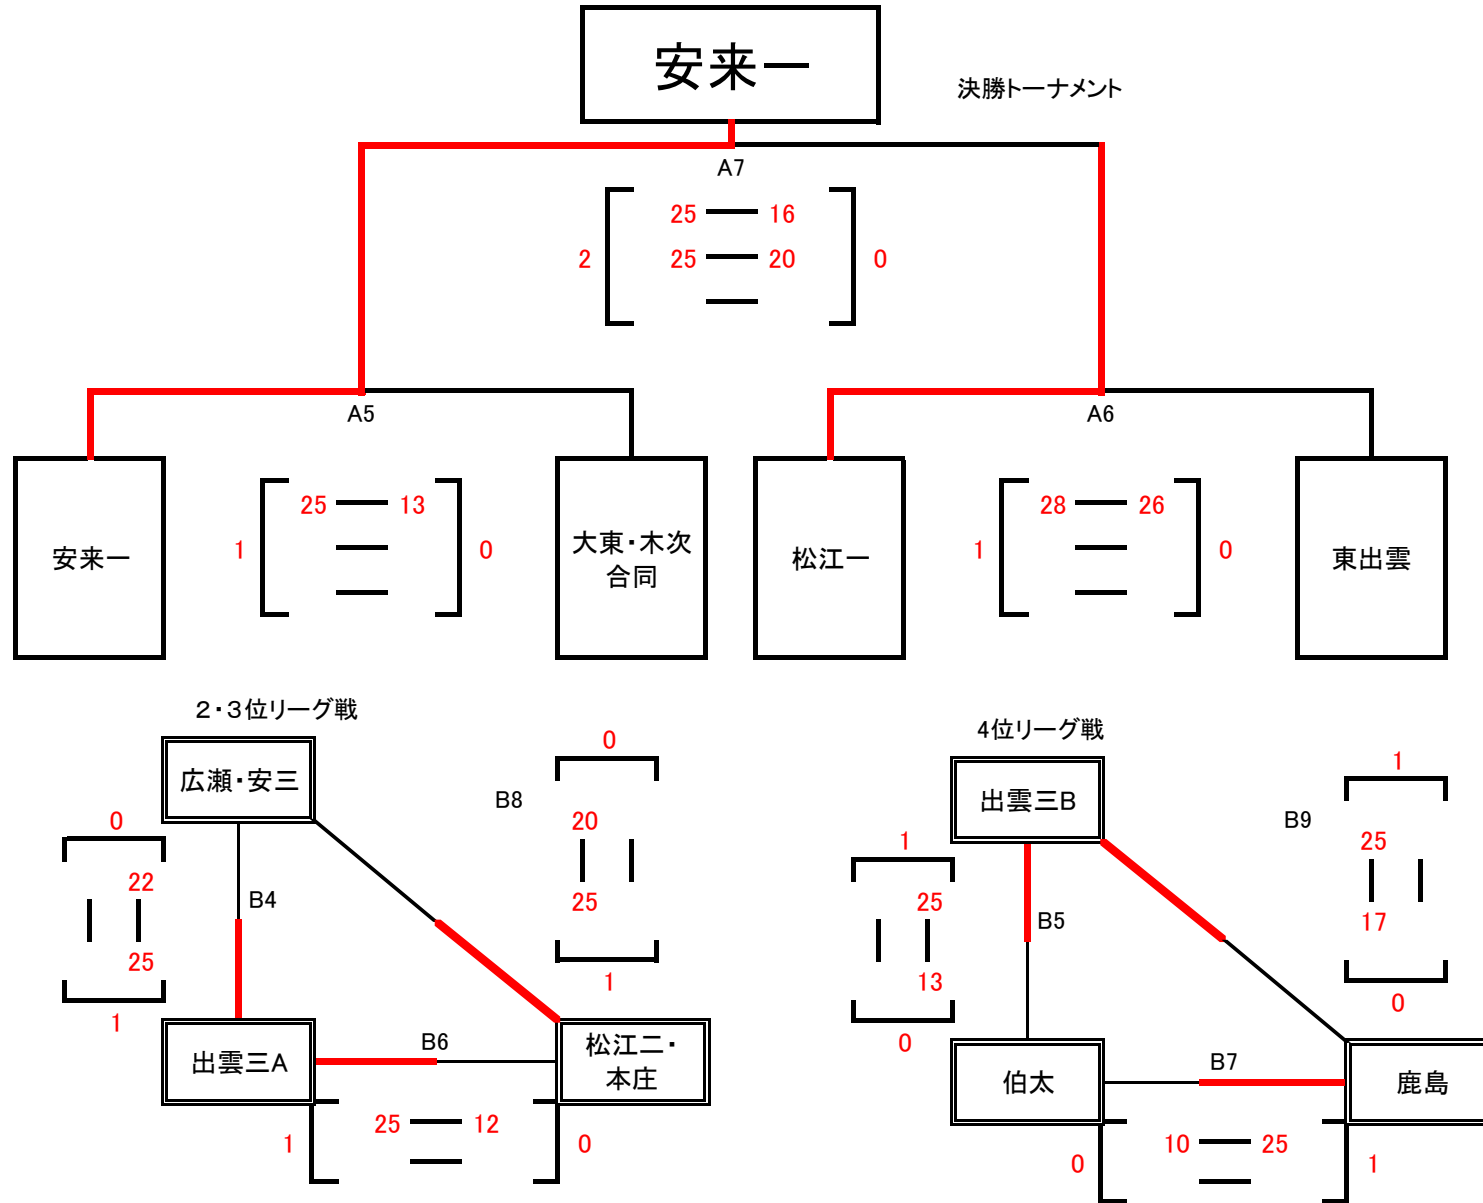 安来一
決勝トーナメント
A7
25 16
2 25 20 0
A5
A6
25 13
28 26
安来一
1
0
大東・木次
合同
松江一
1
0
東出雲
2・3位リーグ戦
4位リーグ戦
広瀬・安三
B8
0
20
25
1
0
22
B4
25
1
出雲三A
B6
松江二・
本庄
1 25 12 0
出雲三B
B9
1
25
17
0
1
25
B5
13
0
伯太
B7
鹿島
0 10 25 1